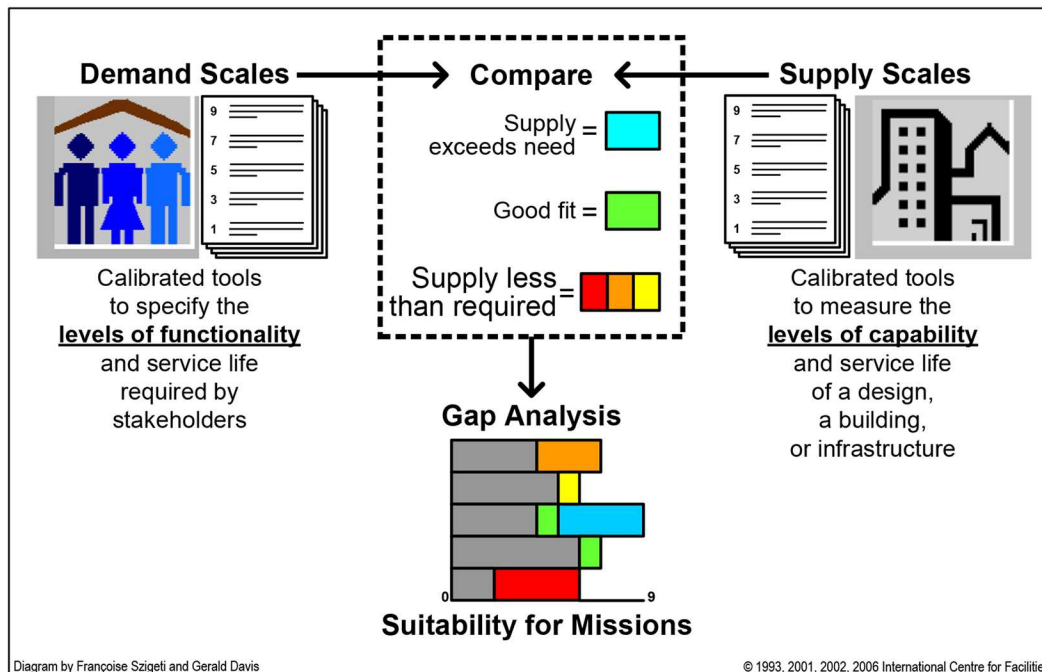 Demand Scales
9
7
5
3
1
Calibrated tools
to specify the
levels of functionality
and service life
required by
stakeholders
Compare
Supply
exceeds need =
Good fit =
Supply less
than required =
Supply Scales
9
7
5
3
1
Calibrated tools
to measure the
levels of capability
and service life
of a design,
a building,
or infrastructure
Gap Analysis
0
9
Suitability for Missions
Diagram by Françoise Szigeti and Gerald Davis
© 1993, 2001, 2002, 2006 International Centre for Facilitie